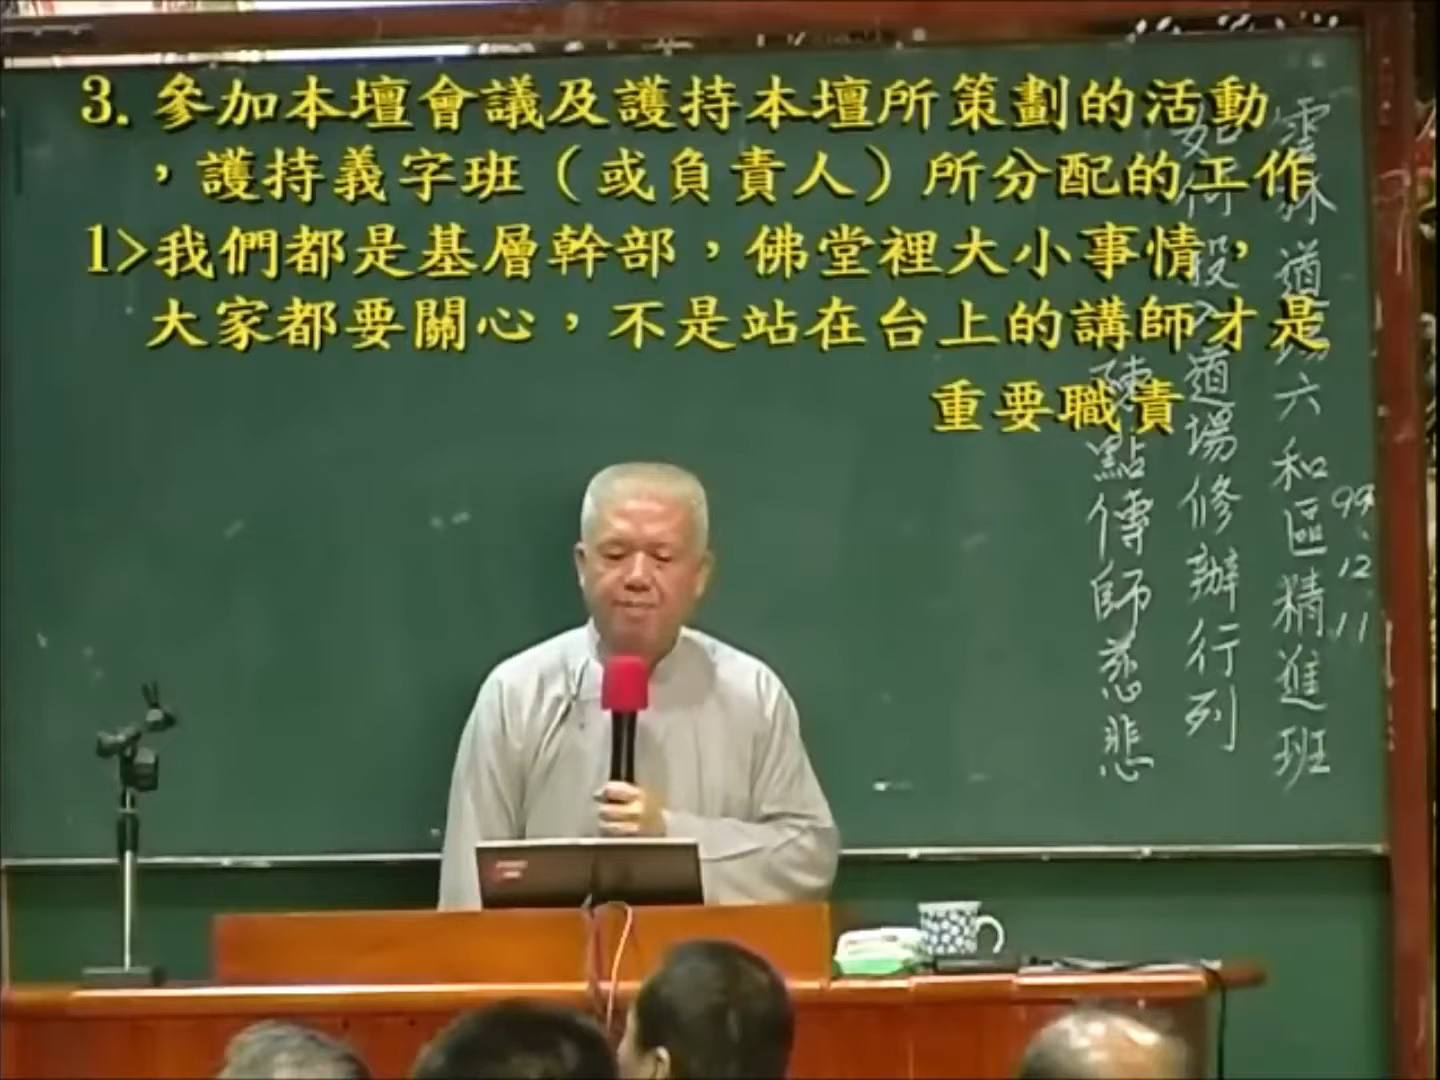 3. 參加本壇會議及護持本壇所策劃的活動
，護持義字班（或負責人）所分配的工作
1>我們都是基層幹部，佛堂裡大小事情，
大家都要關心，不是站在台上的講師才是
重要職責
99.12.11
六和區精進班
如何投入道場修辦行列
陳點傳師慈悲